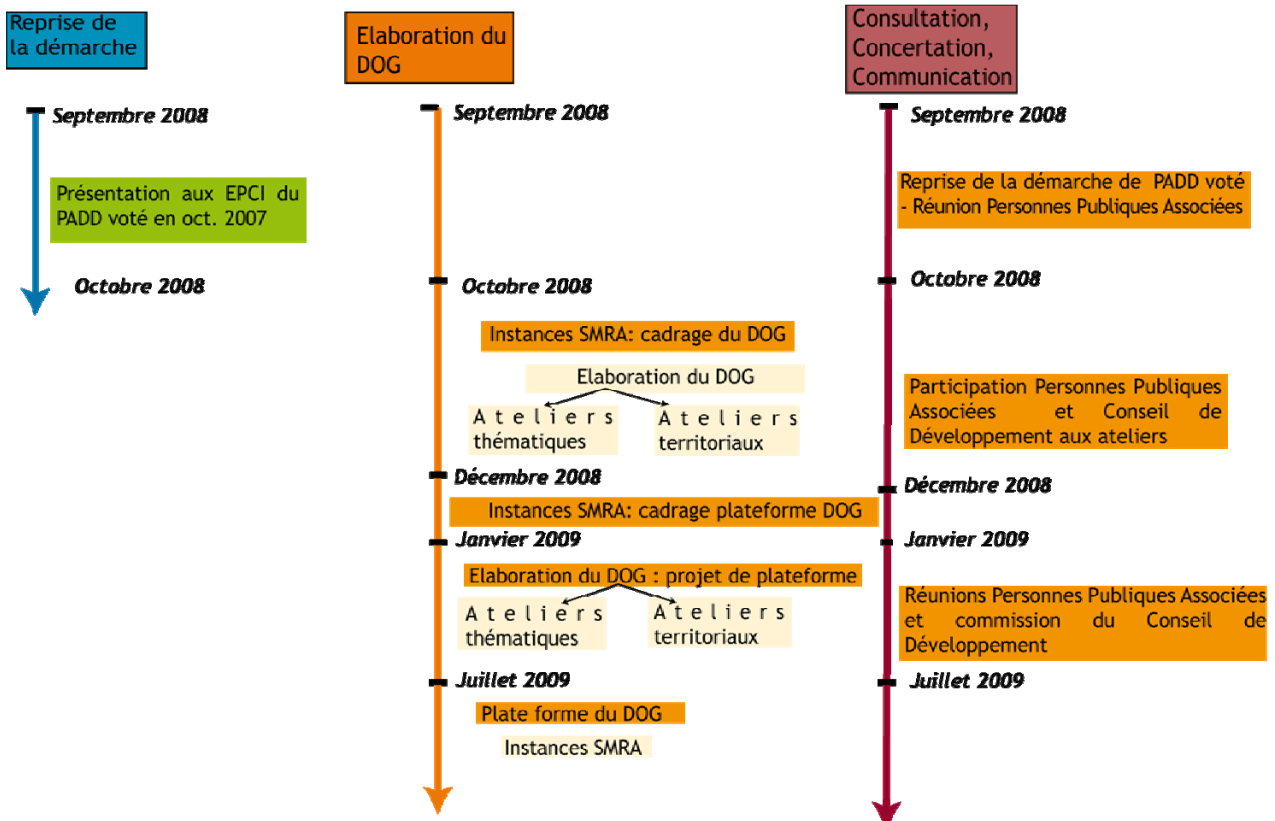 Reprise de
la démarche
Septembre 2008
Présentation aux EPCI du
PADD voté en oct. 2007
Octobre 2008
Elaboration du
DOG
Septembre 2008
Octobre 2008
Instances SMRA: cadrage du DOG
Elaboration du DOG
Ateliers
thématiques
Ateliers
territoriaux
Décembre 2008
Instances SMRA: cadrage plateforme DOG
Janvier 2009
Elaboration du DOG : projet de plateforme
Ateliers
thématiques
Ateliers
territoriaux
Juillet 2009
Plate forme du DOG
Instances SMRA
Consultation,
Concertation,
Communication
Septembre 2008
Reprise de la démarche de PADD voté
- Réunion Personnes Publiques Associées
Octobre 2008
Participation Personnes Publiques
Associées et Conseil de
Développement aux ateliers
Décembre 2008
Janvier 2009
Réunions Personnes Publiques Associées
et commission du Conseil de
Développement
Juillet 2009